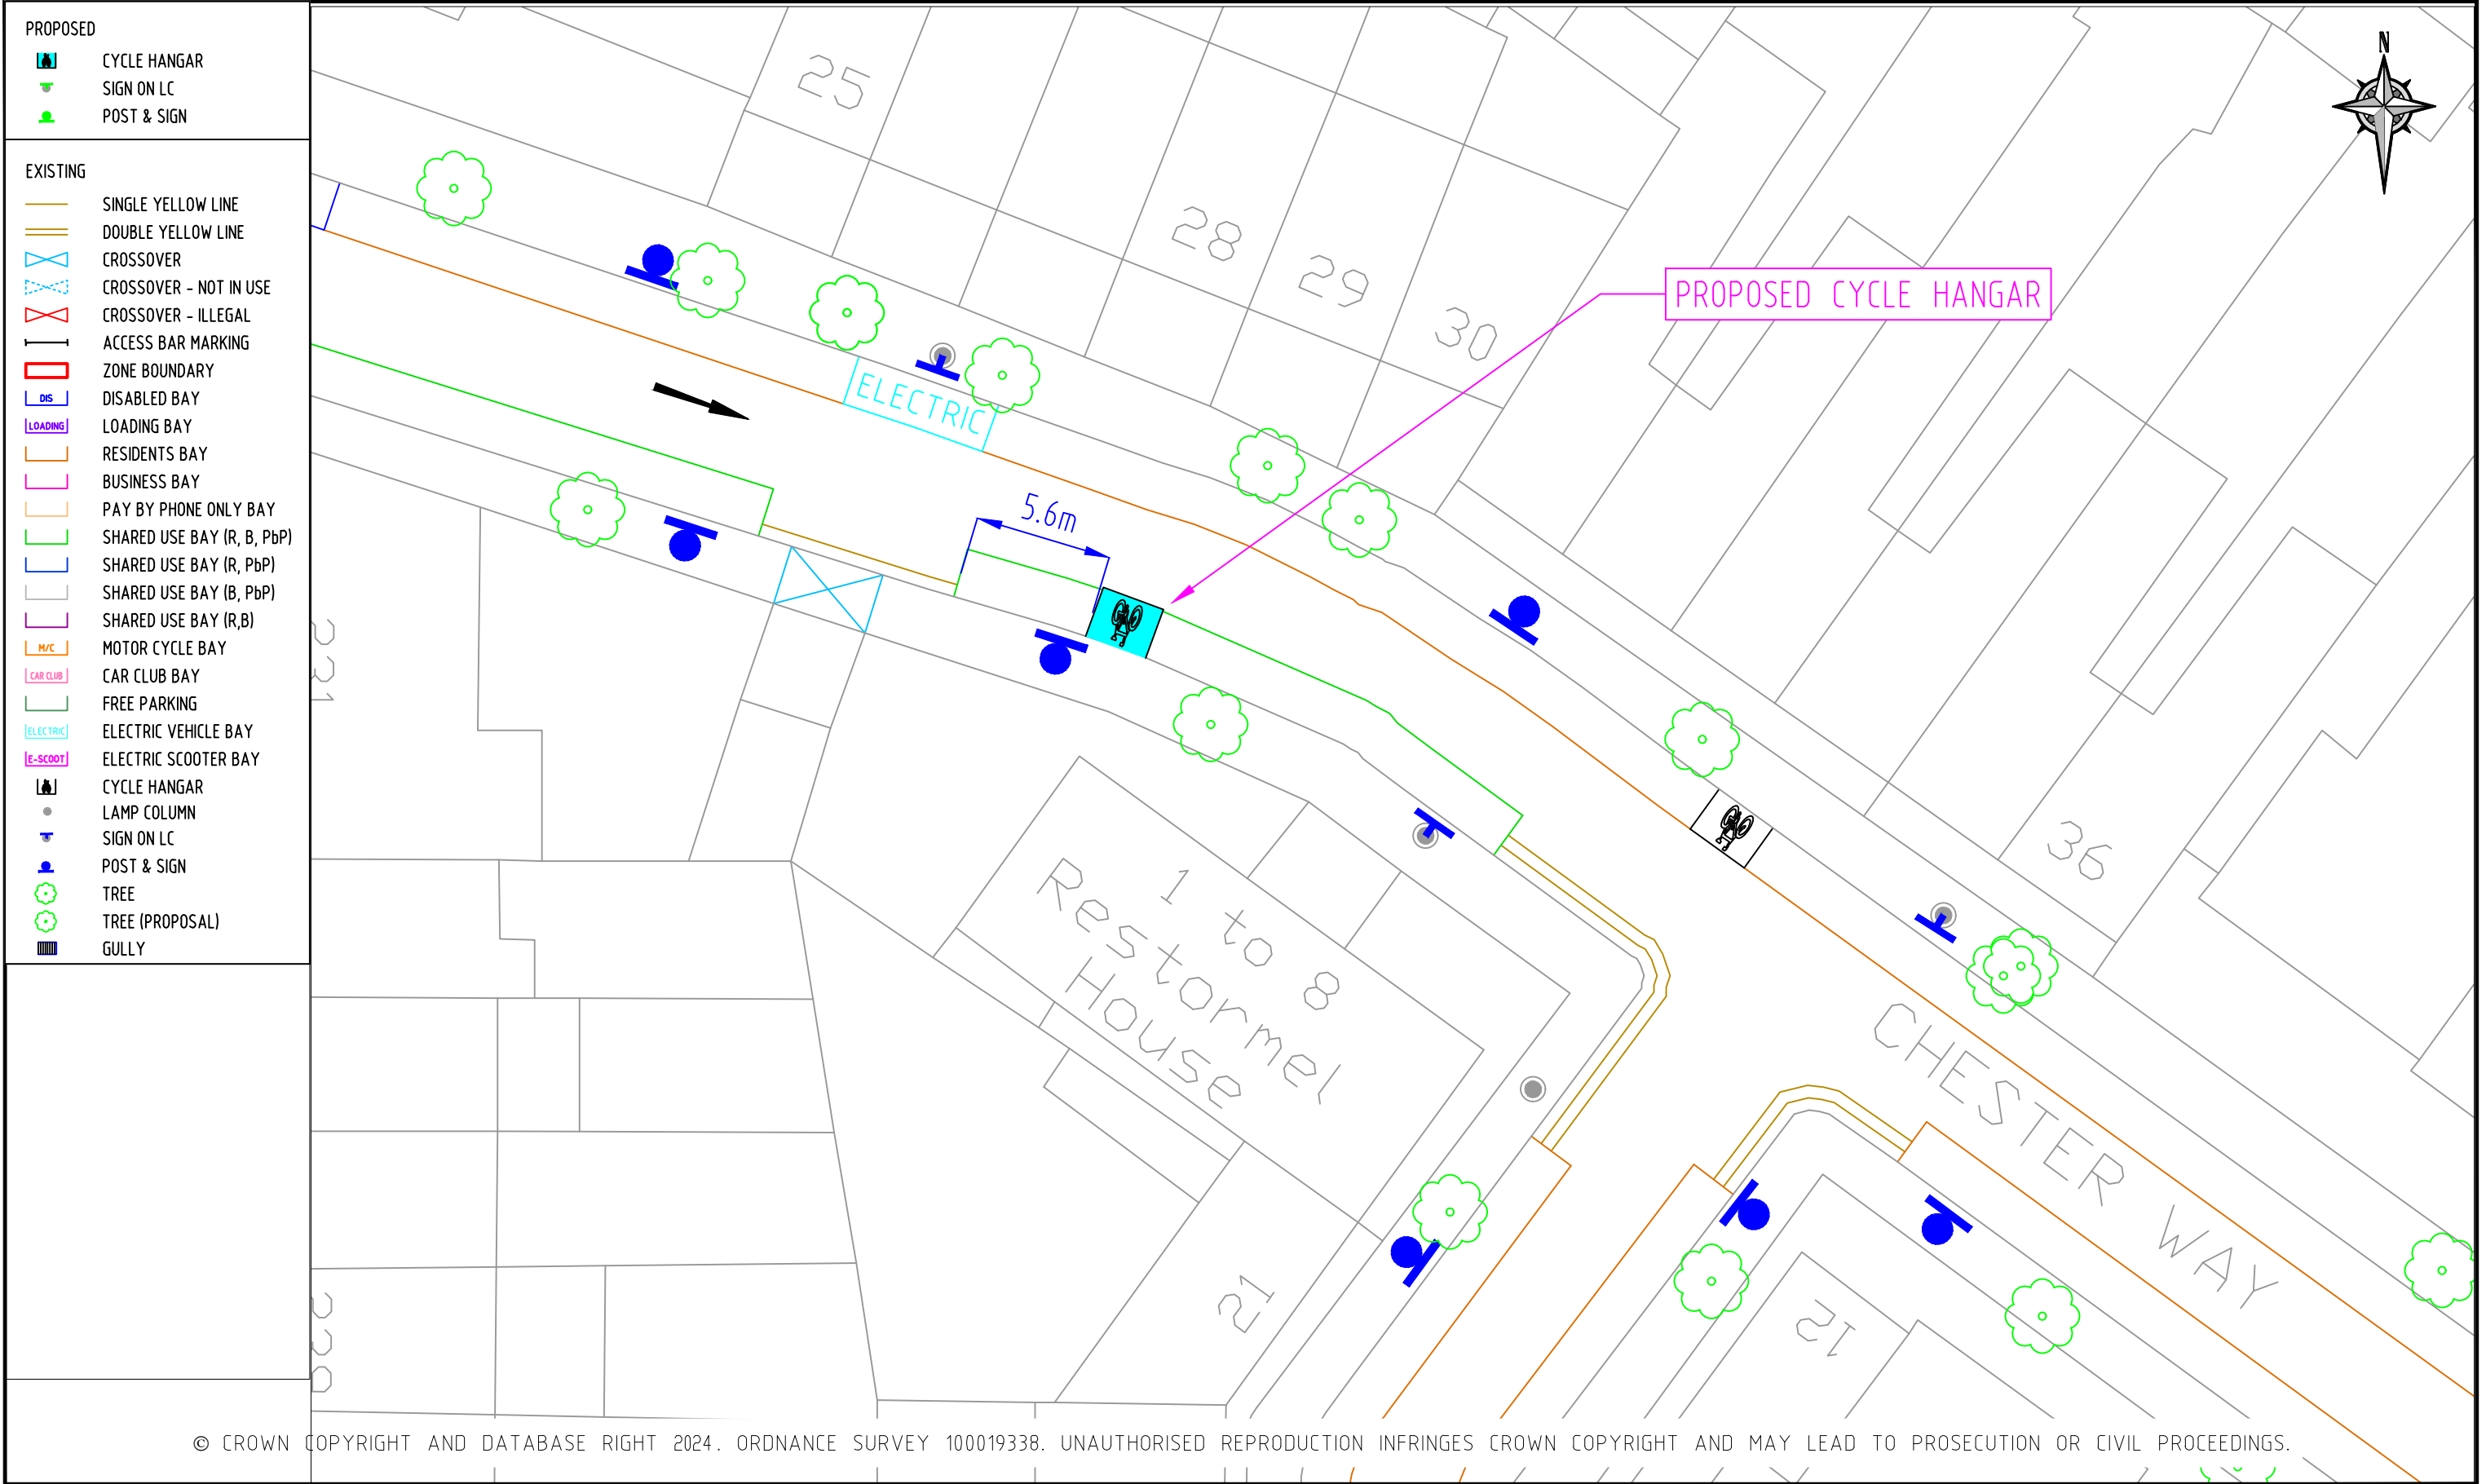 PROPOSED
CYCLE HANGAR
SIGN ON LC
POST & SIGN
EXISTING
SINGLE YELLOW LINE
DOUBLE YELLOW LINE
CROSSOVER
CROSSOVER - NOT IN USE
CROSSOVER - ILLEGAL
ACCESS BAR MARKING
ZONE BOUNDARY
DIS DISABLED BAY
LOADING LOADING BAY
RESIDENTS BAY
BUSINESS BAY
PAY BY PHONE ONLY BAY
SHARED USE BAY (R, B, PbP)
SHARED USE BAY (R, PbP)
SHARED USE BAY (B, PbP)
SHARED USE BAY (R,B)
M/C MOTOR CYCLE BAY
CAR CLUB CAR CLUB BAY
FREE PARKING
ELECTRIC ELECTRIC VEHICLE BAY
E-SCOOT ELECTRIC SCOOTER BAY
CYCLE HANGAR
LAMP COLUMN
SIGN ON LC
POST & SIGN
TREE
TREE (PROPOSAL)
GULLY
N
25
28
29
30
PROPOSED CYCLE HANGAR
ELECTRIC
5.6m
36
1 to 8
Restormel
House
CHESTER WAY
21
12
© CROWN COPYRIGHT AND DATABASE RIGHT 2024. ORDNANCE SURVEY 100019338. UNAUTHORISED REPRODUCTION INFRINGES CROWN COPYRIGHT AND MAY LEAD TO PROSECUTION OR CIVIL PROCEEDINGS.